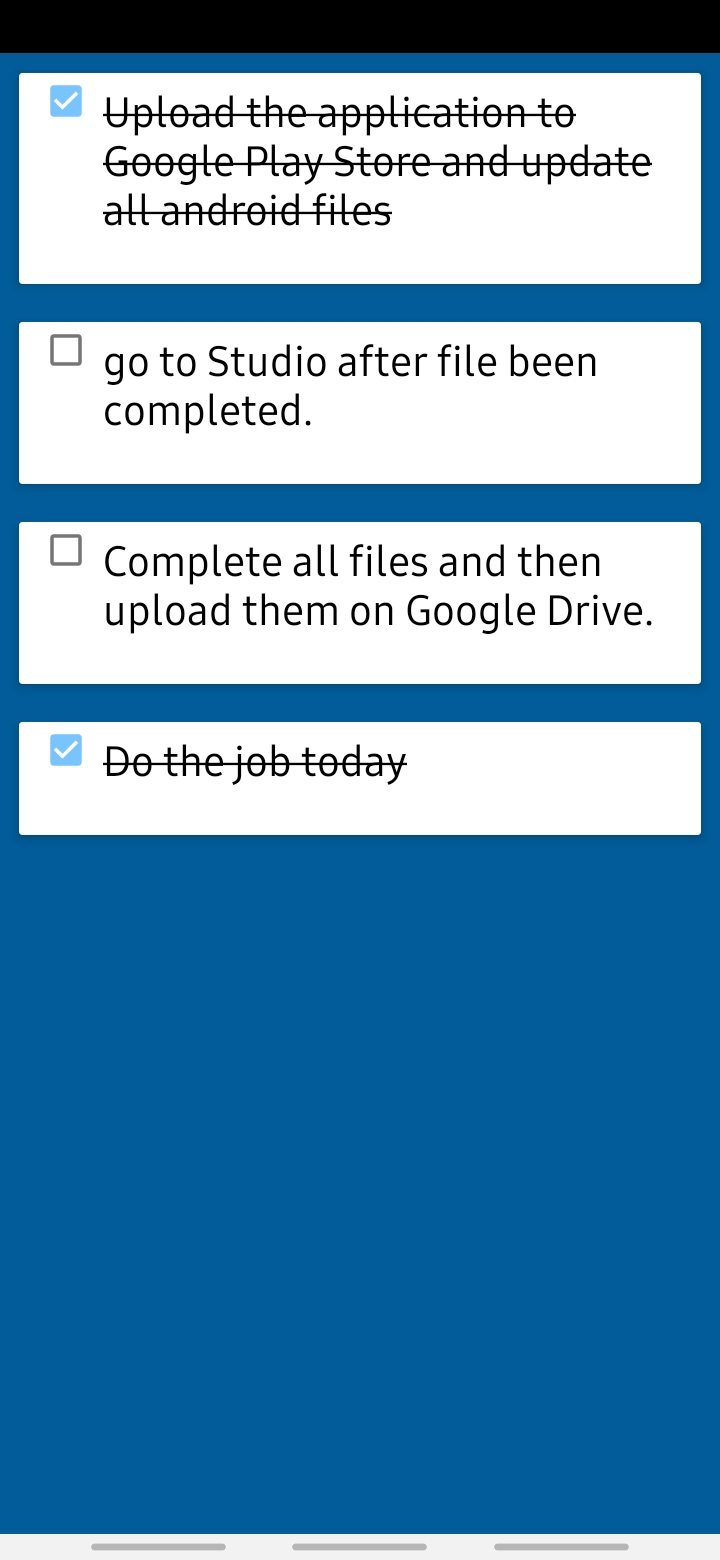 Upload the application to
Google Play Store and update
all android files
go to Studio after file been
completed.
Complete all files and then
upload them on Google Drive.
Do the job today